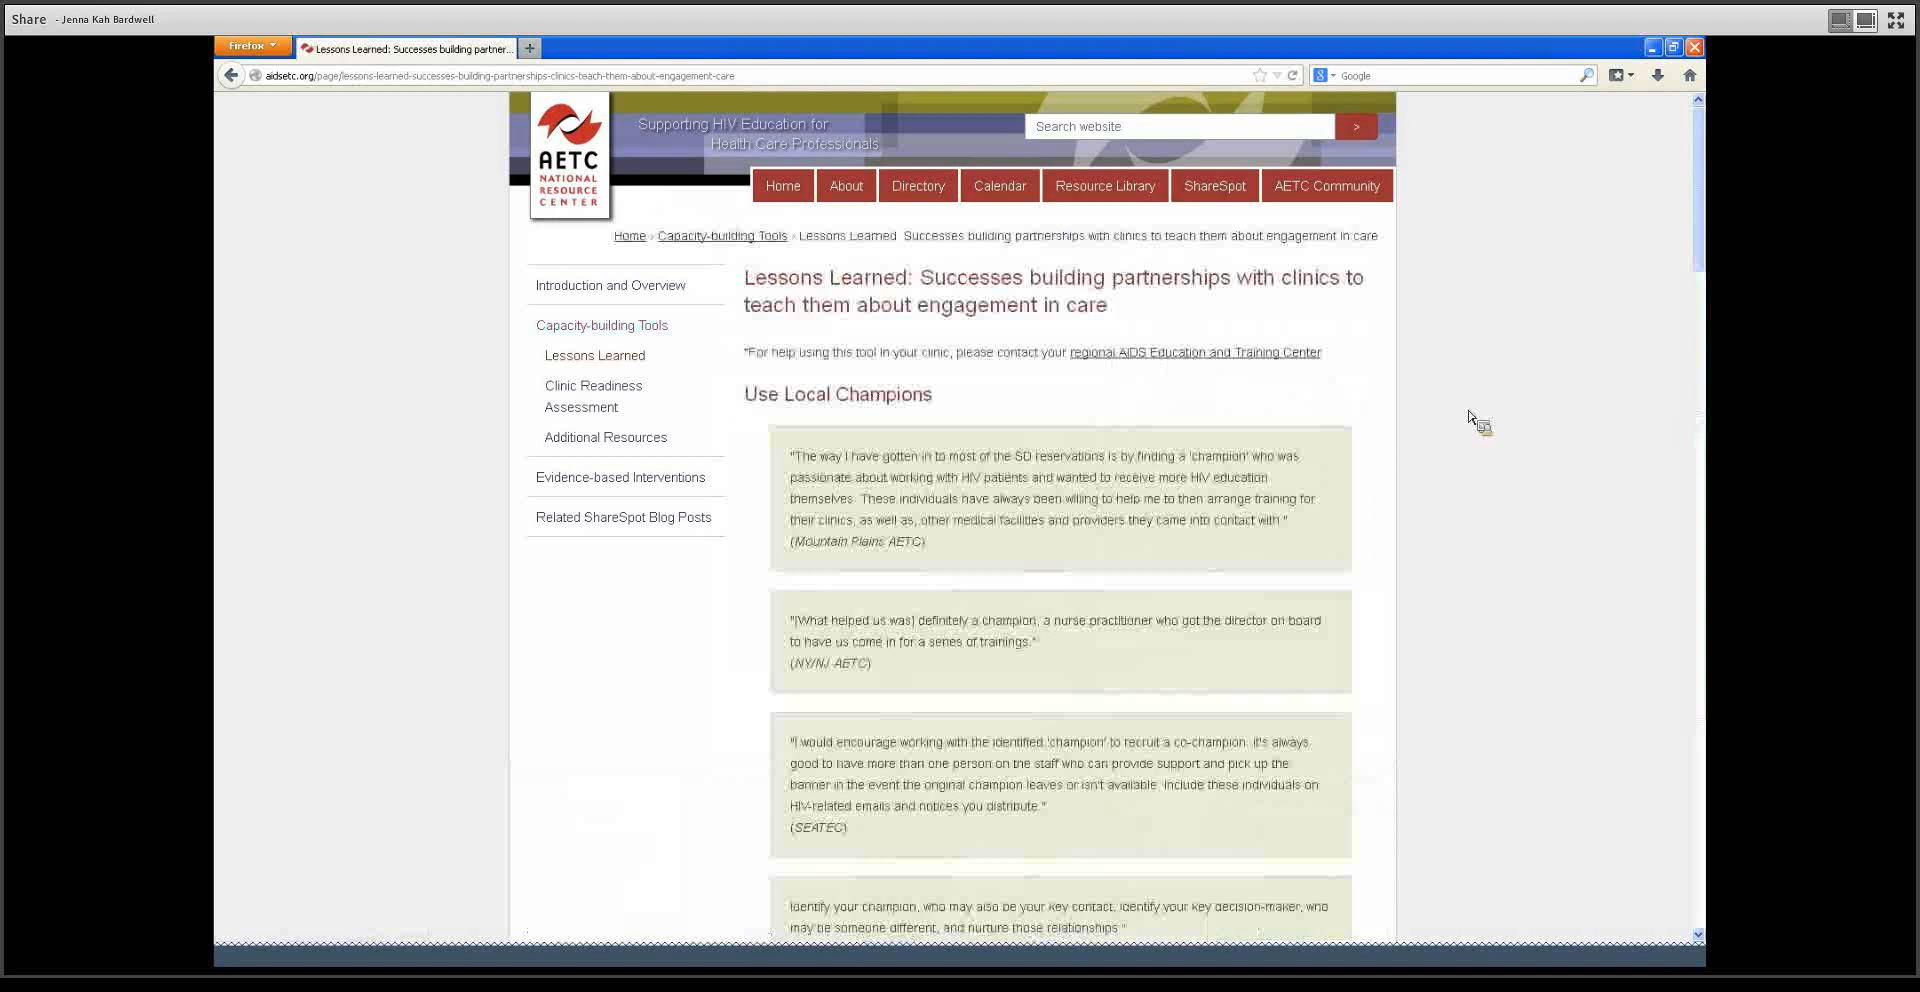 Share - Jenna Kah Bardwell
Firefox
Lessons Learned: Successes building partner...
aidsetc.org/page/lessons-learned-successes-building-partnerships-clinics-teach-them-about-engagement-care
Google
AETC
NATIONAL
RESOURCE
CENTER
Supporting HIV Education for
Health Care Professionals
Search website
>
Home
About
Directory
Calendar
Resource Library
ShareSpot
AETC Community
Home › Capacity-building Tools › Lessons Learned Successes building partnerships with clinics to teach them about engagement in care
Introduction and Overview
Capacity-building Tools
Lessons Learned
Clinic Readiness
Assessment
Additional Resources
Evidence-based Interventions
Related ShareSpot Blog Posts
Lessons Learned: Successes building partnerships with clinics to
teach them about engagement in care
*For help using this tool in your clinic, please contact your regional AIDS Education and Training Center
Use Local Champions
"The way I have gotten in to most of the SD reservations is by finding a 'champion' who was
passionate about working with HIV patients and wanted to receive more HIV education
themselves. These individuals have always been willing to help me to then arrange training for
their clinics, as well as, other medical facilities and providers they came into contact with."
(Mountain Plains AETC)
"[What helped us was] definitely a champion, a nurse practitioner who got the director on board
to have us come in for a series of trainings."
(NY/NJ AETC)
"I would encourage working with the identified 'champion' to recruit a co-champion. It's always
good to have more than one person on the staff who can provide support and pick up the
banner in the event the original champion leaves or isn't available. Include these individuals on
HIV-related emails and notices you distribute."
(SEATEC)
Identify your champion, who may also be your key contact. Identify your key decision-maker, who
may be someone different, and nurture those relationships."